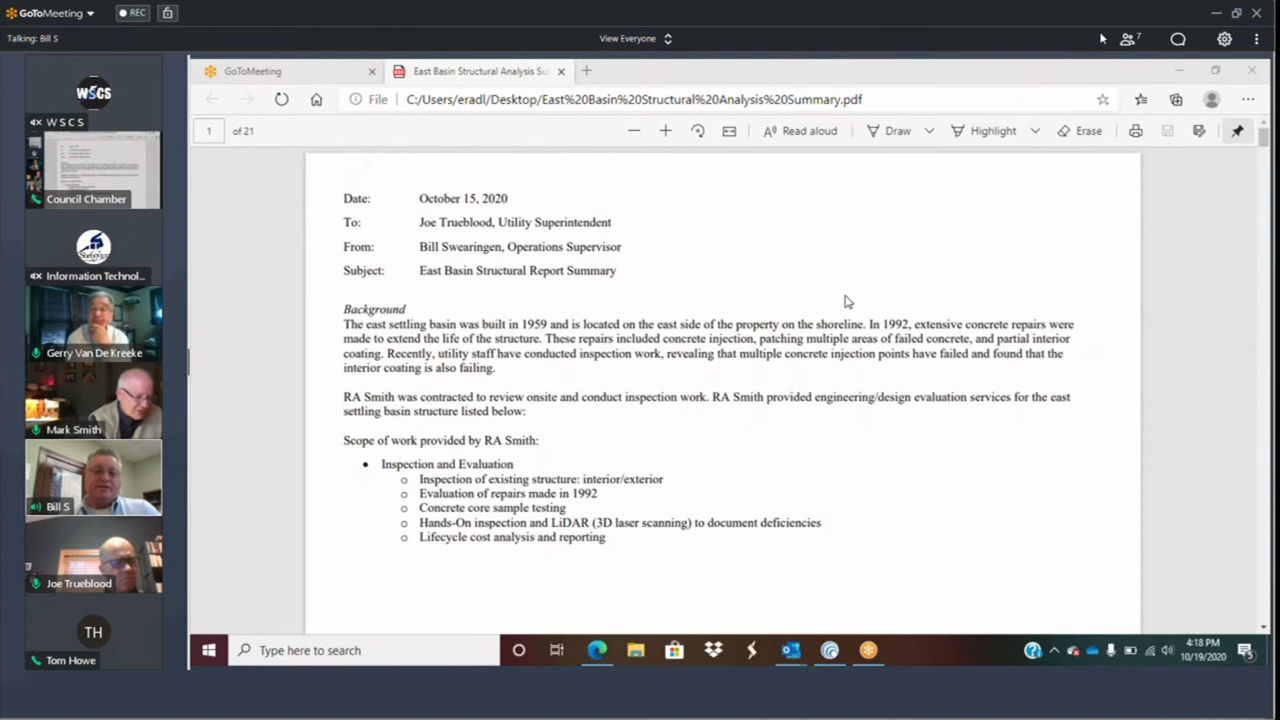 GoToMeeting
REC
Talking: Bill S
View Everyone
7
WSCS
W S C S
Council Chamber
Information Technol...
Gerry Van De Kreeke
Mark Smith
Bill S
Joe Trueblood
TH
Tom Howe
GoToMeeting
East Basin Structural Analysis Su
File
C:/Users/eradl/Desktop/East%20Basin%20Structural%20Analysis%20Summary.pdf
1 of 21
Read aloud
Draw
Highlight
Erase
Date: October 15, 2020
To: Joe Trueblood, Utility Superintendent
From: Bill Swearingen, Operations Supervisor
Subject: East Basin Structural Report Summary
Background
The east settling basin was built in 1959 and is located on the east side of the property on the shoreline. In 1992, extensive concrete repairs were
made to extend the life of the structure. These repairs included concrete injection, patching multiple areas of failed concrete, and partial interior
coating. Recently, utility staff have conducted inspection work, revealing that multiple concrete injection points have failed and found that the
interior coating is also failing.
RA Smith was contracted to review onsite and conduct inspection work. RA Smith provided engineering/design evaluation services for the east
settling basin structure listed below:
Scope of work provided by RA Smith:
• Inspection and Evaluation
o Inspection of existing structure: interior/exterior
o Evaluation of repairs made in 1992
o Concrete core sample testing
o Hands-On inspection and LiDAR (3D laser scanning) to document deficiencies
o Lifecycle cost analysis and reporting
Type here to search
4:18 PM
10/19/2020
5